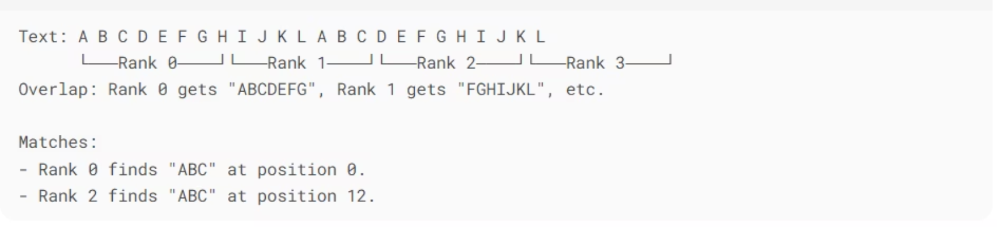 Text: A B C D E F G H I J K L A B C D E F G H I J K L
└───Rank 0────┘└───Rank 1────┘└───Rank 2────┘└───Rank 3────┘
Overlap: Rank 0 gets "ABCDEFG", Rank 1 gets "FGHIJKL", etc.
Matches:
- Rank 0 finds "ABC" at position 0.
- Rank 2 finds "ABC" at position 12.